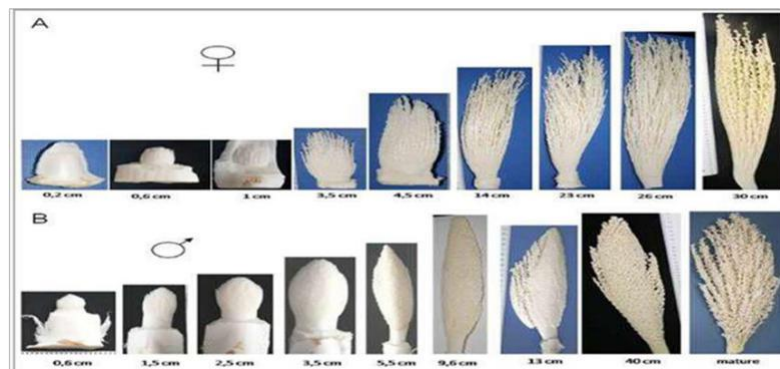 A
♀
0,2 cm 0,6 cm 1 cm 3,5 cm 4,5 cm 14 cm 23 cm 26 cm 30 cm
B
♂
0,6 cm 1,5 cm 2,5 cm 3,5 cm 5,5 cm 9,6 cm 13 cm 40 cm mature